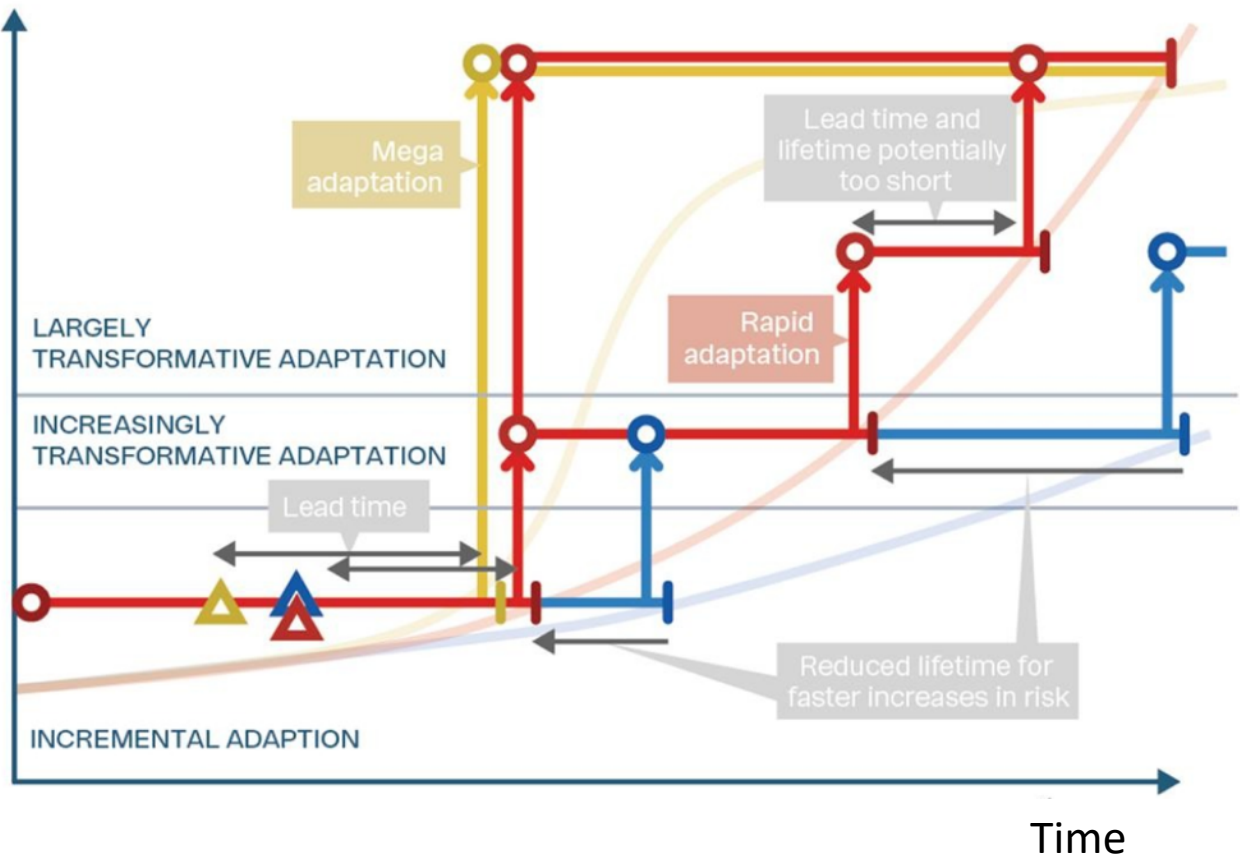 Mega
adaptation
Lead time and
lifetime potentially
too short
LARGELY
TRANSFORMATIVE ADAPTATION
Rapid
adaptation
INCREASINGLY
TRANSFORMATIVE ADAPTATION
Lead time
Reduced lifetime for
faster increases in risk
INCREMENTAL ADAPTION
Time